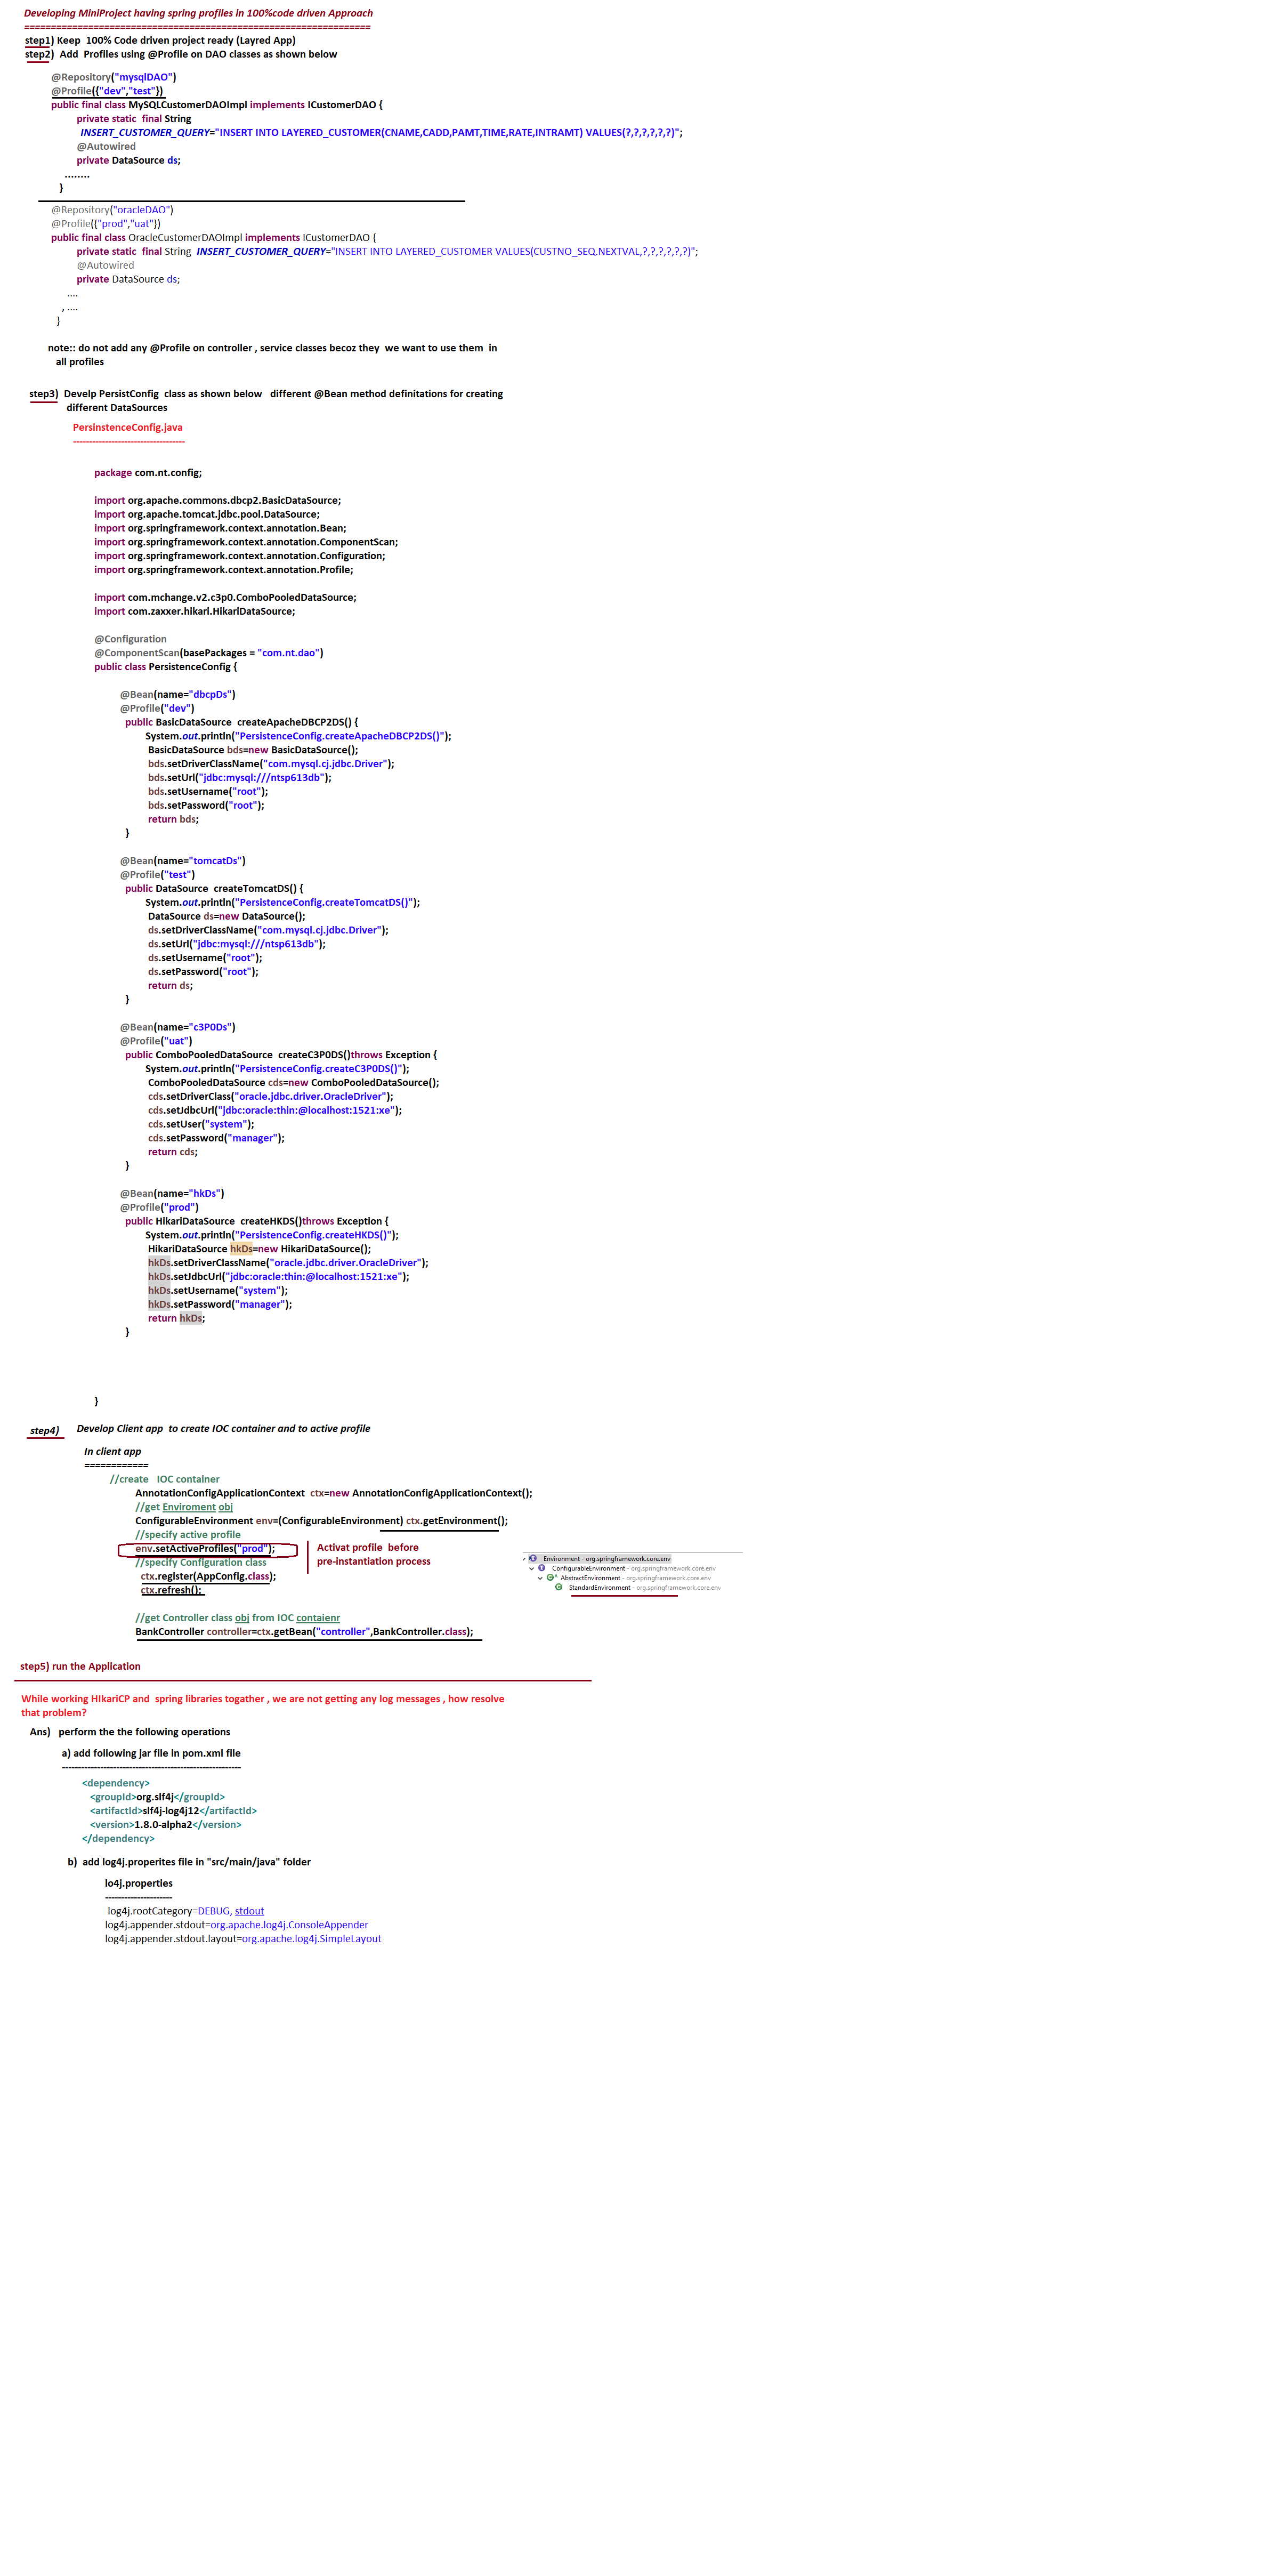 Developing MiniProject having spring profiles in 100%code driven Approach
=================================================================
step1) Keep  100% Code driven project ready (Layred App)
step2)  Add  Profiles using @Profile on DAO classes as shown below
@Repository("mysqlDAO")
@Profile({"dev","test"})
public final class MySQLCustomerDAOImpl implements ICustomerDAO {
private static  final String
INSERT_CUSTOMER_QUERY="INSERT INTO LAYERED_CUSTOMER(CNAME,CADD,PAMT,TIME,RATE,INTRAMT) VALUES(?,?,?,?,?,?)";
@Autowired
private DataSource ds;
........
}
@Repository("oracleDAO")
@Profile({"prod","uat"})
public final class OracleCustomerDAOImpl implements ICustomerDAO {
private static  final String  INSERT_CUSTOMER_QUERY="INSERT INTO LAYERED_CUSTOMER VALUES(CUSTNO_SEQ.NEXTVAL,?,?,?,?,?,?)";
@Autowired
private DataSource ds;
....
, ....
}
note:: do not add any @Profile on controller , service classes becoz they  we want to use them  in
all profiles
step3)  Develp PersistConfig  class as shown below   different @Bean method definitations for creating
different DataSources
PersinstenceConfig.java
-----------------------------------
package com.nt.config;
import org.apache.commons.dbcp2.BasicDataSource;
import org.apache.tomcat.jdbc.pool.DataSource;
import org.springframework.context.annotation.Bean;
import org.springframework.context.annotation.ComponentScan;
import org.springframework.context.annotation.Configuration;
import org.springframework.context.annotation.Profile;
import com.mchange.v2.c3p0.ComboPooledDataSource;
import com.zaxxer.hikari.HikariDataSource;
@Configuration
@ComponentScan(basePackages = "com.nt.dao")
public class PersistenceConfig {
@Bean(name="dbcpDs")
@Profile("dev")
public BasicDataSource  createApacheDBCP2DS() {
System.out.println("PersistenceConfig.createApacheDBCP2DS()");
BasicDataSource bds=new BasicDataSource();
bds.setDriverClassName("com.mysql.cj.jdbc.Driver");
bds.setUrl("jdbc:mysql:///ntsp613db");
bds.setUsername("root");
bds.setPassword("root");
return bds;
}
@Bean(name="tomcatDs")
@Profile("test")
public DataSource  createTomcatDS() {
System.out.println("PersistenceConfig.createTomcatDS()");
DataSource ds=new DataSource();
ds.setDriverClassName("com.mysql.cj.jdbc.Driver");
ds.setUrl("jdbc:mysql:///ntsp613db");
ds.setUsername("root");
ds.setPassword("root");
return ds;
}
@Bean(name="c3P0Ds")
@Profile("uat")
public ComboPooledDataSource  createC3P0DS()throws Exception {
System.out.println("PersistenceConfig.createC3P0DS()");
ComboPooledDataSource cds=new ComboPooledDataSource();
cds.setDriverClass("oracle.jdbc.driver.OracleDriver");
cds.setJdbcUrl("jdbc:oracle:thin:@localhost:1521:xe");
cds.setUser("system");
cds.setPassword("manager");
return cds;
}
@Bean(name="hkDs")
@Profile("prod")
public HikariDataSource  createHKDS()throws Exception {
System.out.println("PersistenceConfig.createHKDS()");
HikariDataSource hkDs=new HikariDataSource();
hkDs.setDriverClassName("oracle.jdbc.driver.OracleDriver");
hkDs.setJdbcUrl("jdbc:oracle:thin:@localhost:1521:xe");
hkDs.setUsername("system");
hkDs.setPassword("manager");
return hkDs;
}
}
step4)  Develop Client app  to create IOC container and to active profile
In client app
============
//create   IOC container
AnnotationConfigApplicationContext  ctx=new AnnotationConfigApplicationContext();
//get Enviroment obj
ConfigurableEnvironment env=(ConfigurableEnvironment) ctx.getEnvironment();
//specify active profile
env.setActiveProfiles("prod");
Activat profile  before
pre-instantiation process
//specify Configuration class
ctx.register(AppConfig.class);
ctx.refresh();
Environment - org.springframework.core.env
ConfigurableEnvironment - org.springframework.core.env
AbstractEnvironment - org.springframework.core.env
StandardEnvironment - org.springframework.core.env
//get Controller class obj from IOC contaienr
BankController controller=ctx.getBean("controller",BankController.class);
step5) run the Application
While working HIkariCP and  spring libraries togather , we are not getting any log messages , how resolve
that problem?
Ans)   perform the the following operations
a) add following jar file in pom.xml file
--------------------------------------------------------
<dependency>
<groupId>org.slf4j</groupId>
<artifactId>slf4j-log4j12</artifactId>
<version>1.8.0-alpha2</version>
</dependency>
b)  add log4j.properites file in "src/main/java" folder
lo4j.properties
---------------------
log4j.rootCategory=DEBUG, stdout
log4j.appender.stdout=org.apache.log4j.ConsoleAppender
log4j.appender.stdout.layout=org.apache.log4j.SimpleLayout